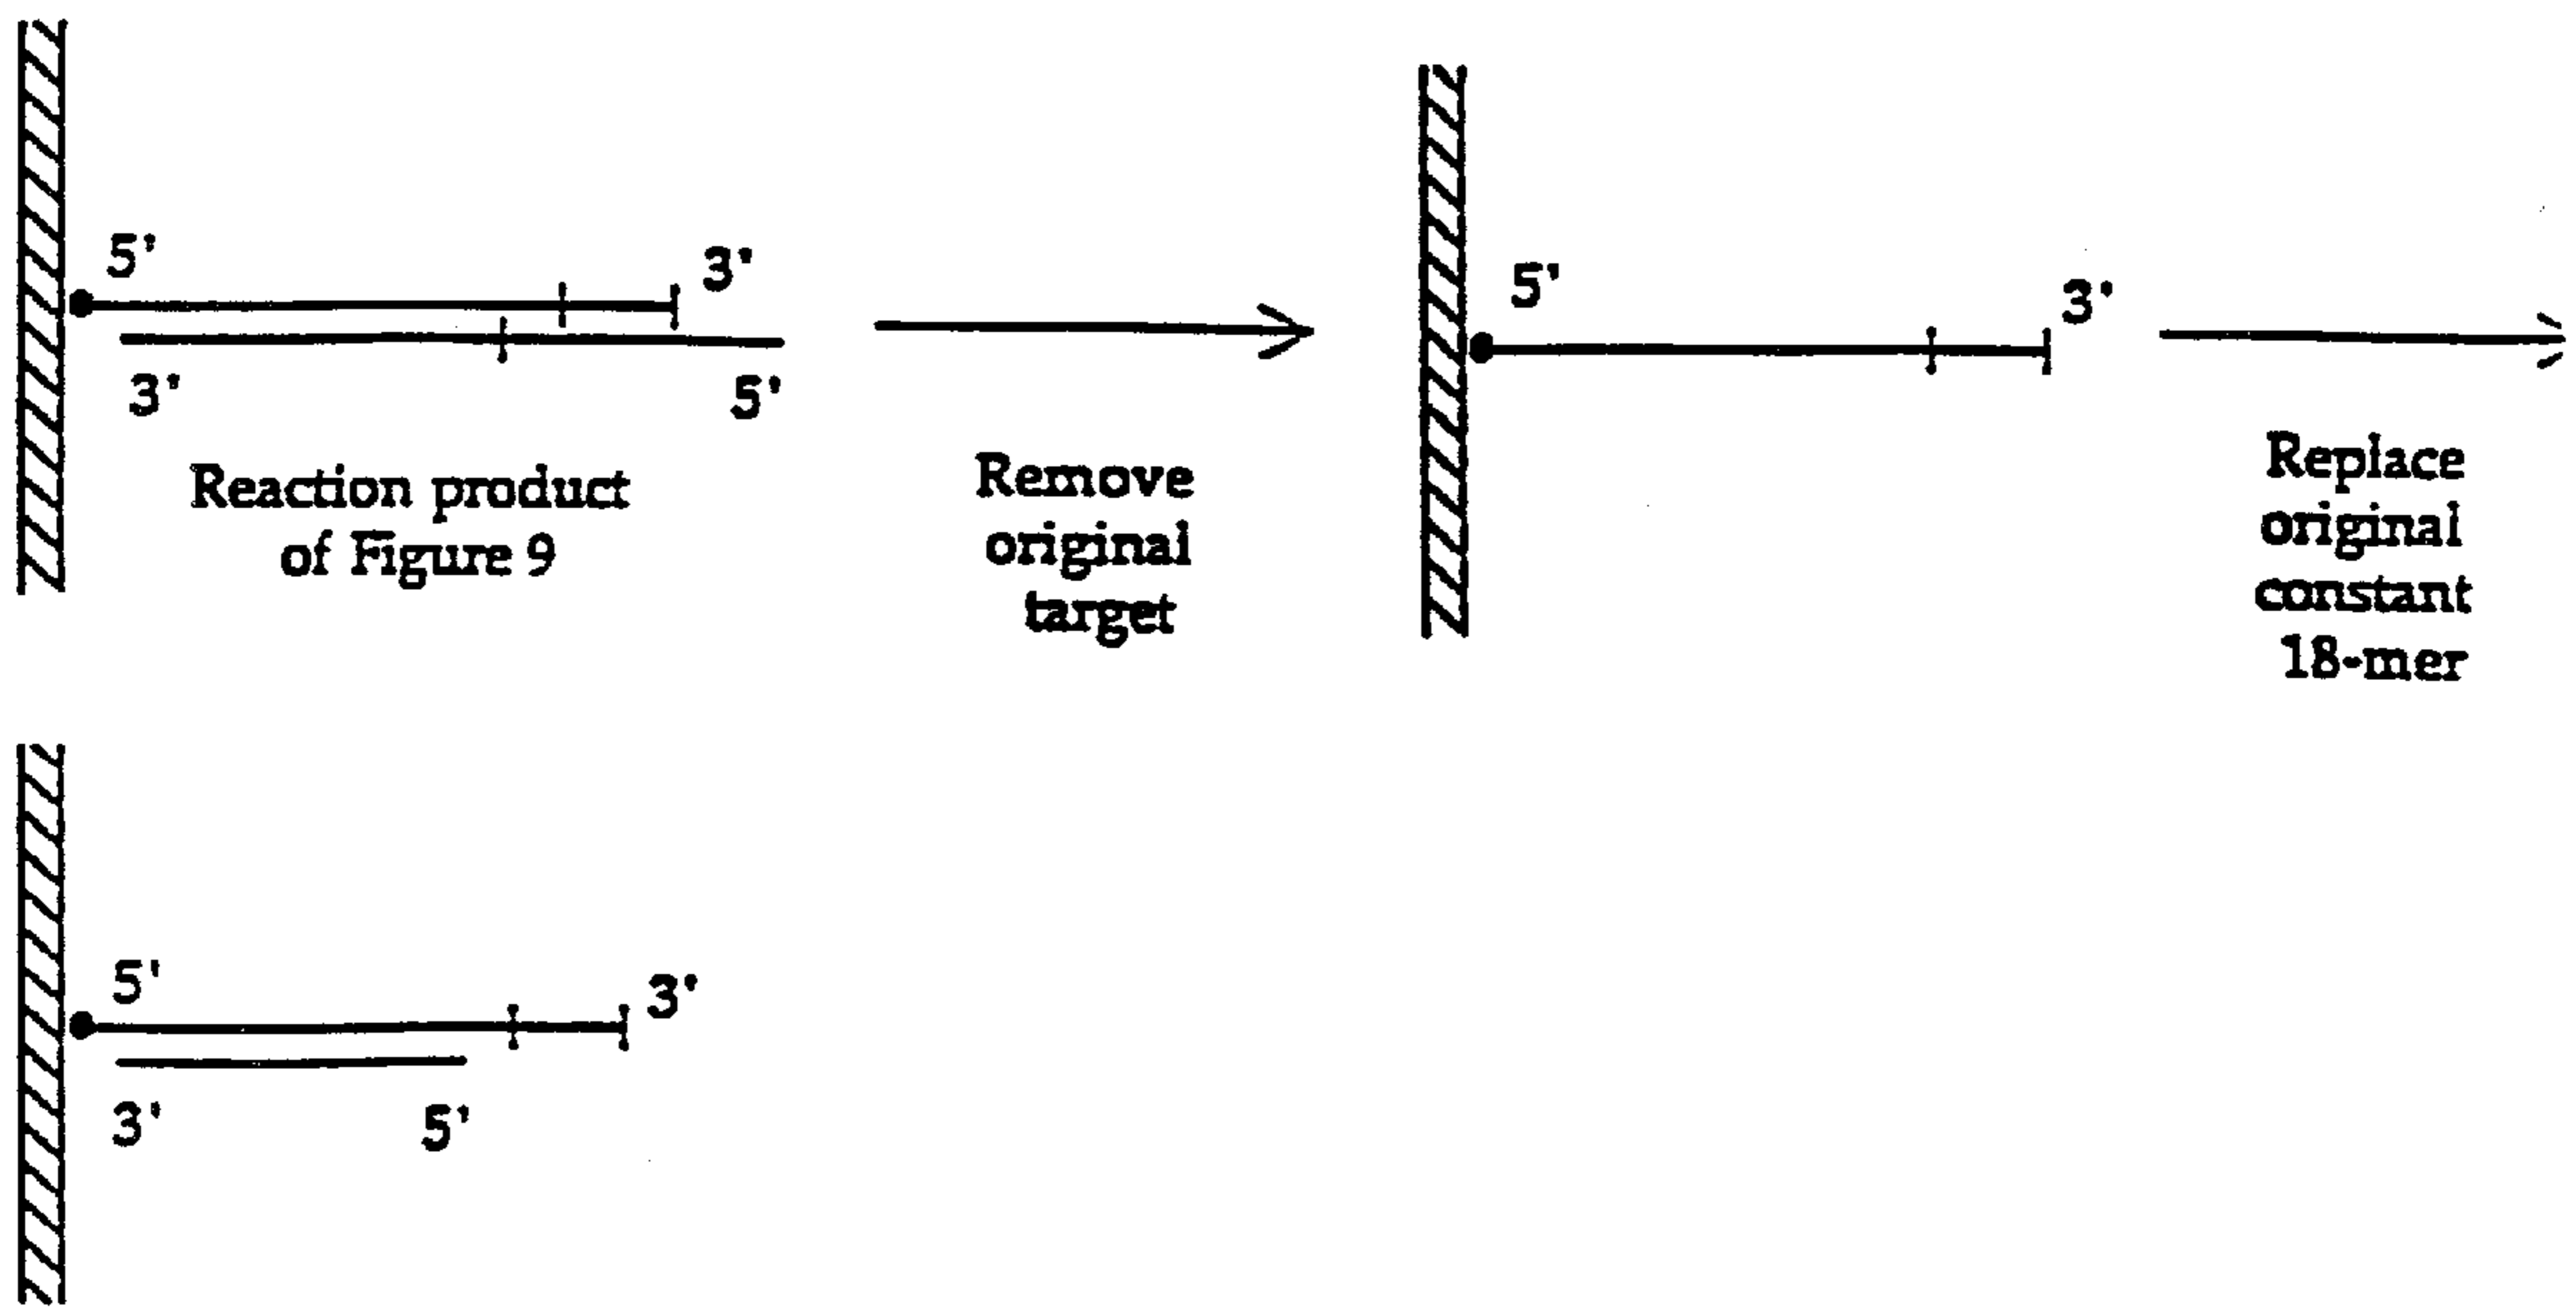 5'
3'
3'
5'
Reaction product
of Figure 9
Remove
original
target
5'
3'
Replace
original
constant
18-mer
5'
3'
3'
5'